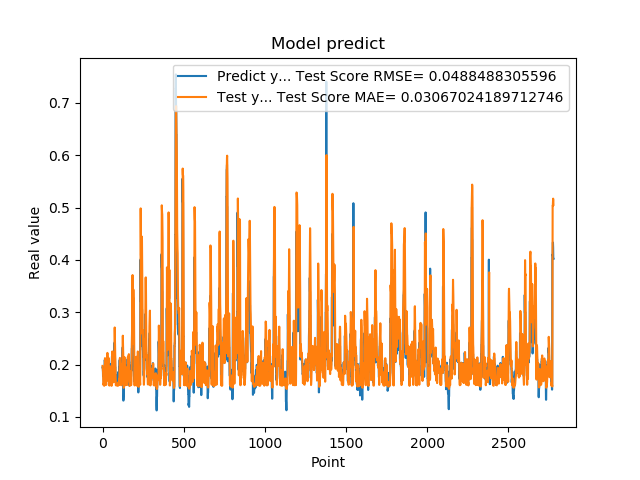 Model predict
Predict y... Test Score RMSE= 0.0488488305596
Test y... Test Score MAE= 0.03067024189712746
Real value
0.7
0.6
0.5
0.4
0.3
0.2
0.1
0
500
1000
1500
2000
2500
Point